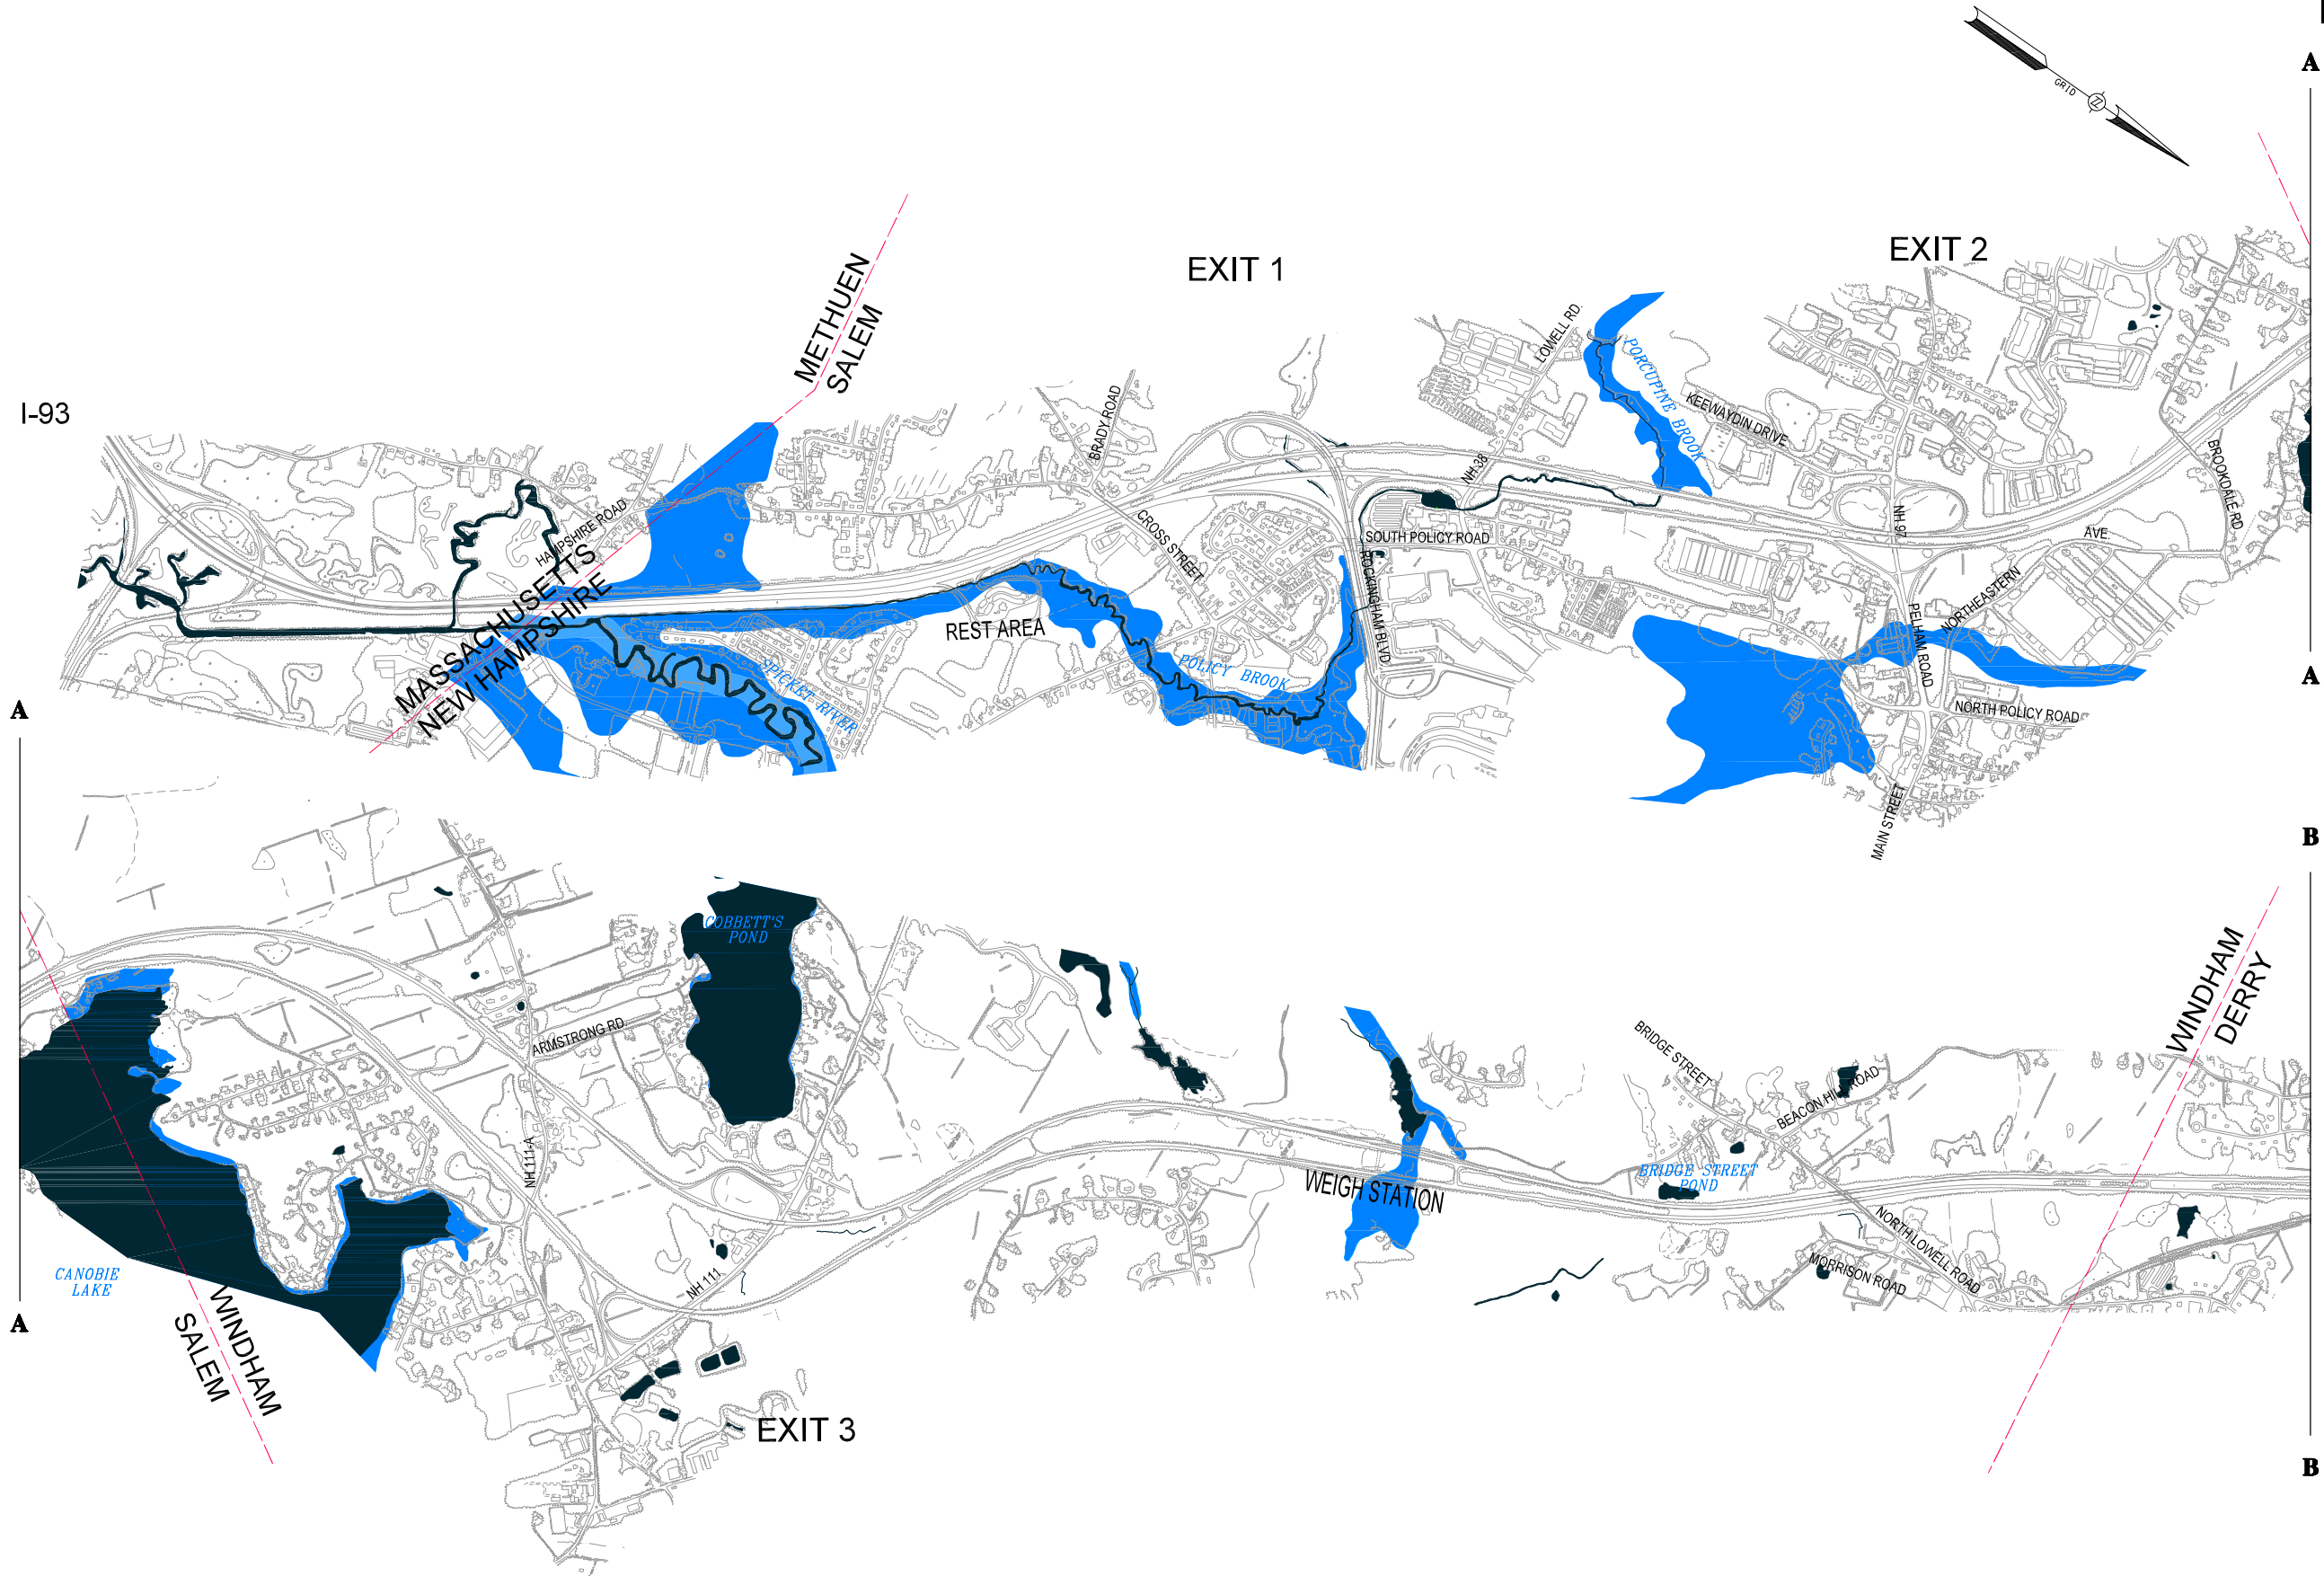 A
GRID
N
EXIT 2
EXIT 1
METHUEN
SALEM
LOWELL RD.
PORCUPINE BROOK
KEEWAYDIN DRIVE
I-93
BRADY ROAD
NH 38
BROOKDALE RD
HAMPSHIRE ROAD
CROSS STREET
SOUTH POLICY ROAD
NH 97
AVE.
NORTHEASTERN
MASSACHUSETTS
NEW HAMPSHIRE
REST AREA
ROCKINGHAM BLVD.
PELHAM ROAD
SPICKET RIVER
POLICY BROOK
A
NORTH POLICY ROAD
A
MAIN STREET
B
COBBETT'S
POND
WINDHAM
DERRY
ARMSTRONG RD.
BRIDGE STREET
BEACON HILL ROAD
NH 111-A
WEIGH STATION
BRIDGE STREET
POND
NORTH LOWELL ROAD
MORRISON ROAD
CANOBIE
LAKE
NH 111
A
WINDHAM
SALEM
EXIT 3
B